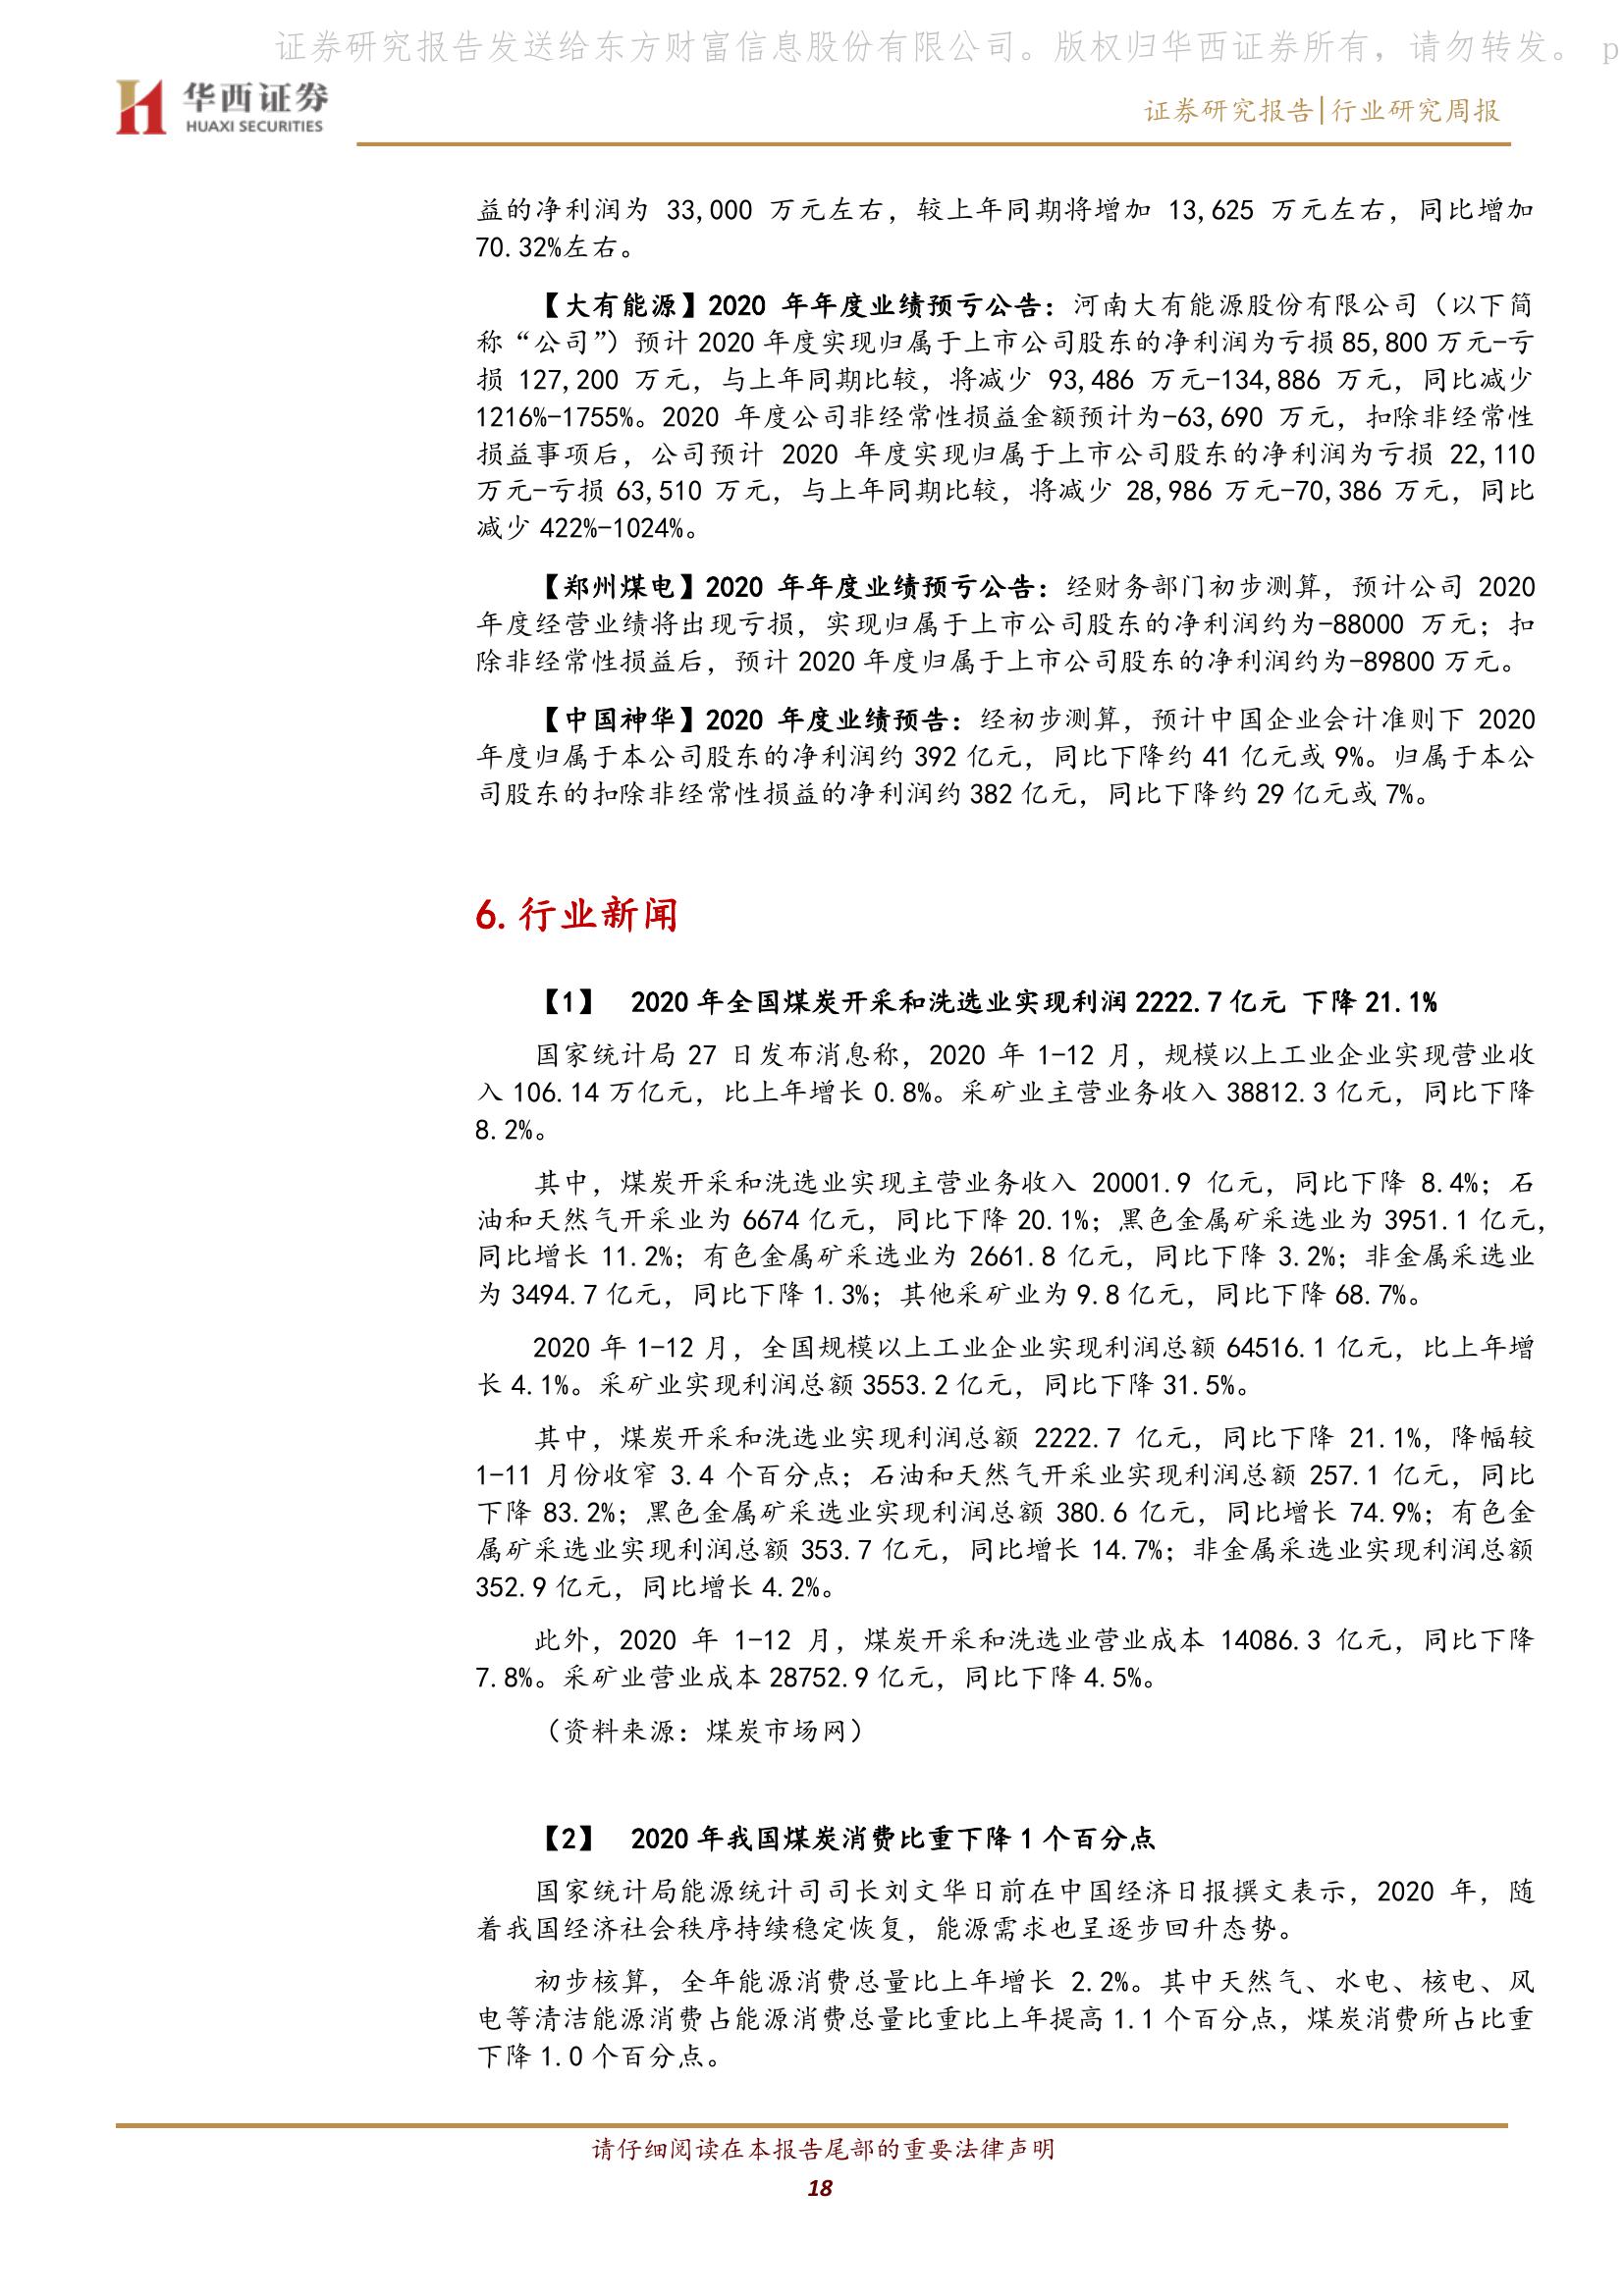 证券研究报告发送给东方财富信息股份有限公司。版权归华西证券所有，请勿转发。 p
华西证券
HUAXI SECURITIES
证券研究报告|行业研究周报
益的净利润为 33,000 万元左右，较上年同期将增加 13,625 万元左右，同比增加
70.32%左右。
【大有能源】2020 年年度业绩预亏公告：河南大有能源股份有限公司（以下简
称“公司”）预计 2020 年度实现归属于上市公司股东的净利润为亏损 85,800 万元-亏
损 127,200 万元，与上年同期比较，将减少 93,486 万元-134,886 万元，同比减少
1216%-1755%。2020 年度公司非经常性损益金额预计为-63,690 万元，扣除非经常性
损益事项后，公司预计 2020 年度实现归属于上市公司股东的净利润为亏损 22,110
万元-亏损 63,510 万元，与上年同期比较，将减少 28,986 万元-70,386 万元，同比
减少 422%-1024%。
【郑州煤电】2020 年年度业绩预亏公告：经财务部门初步测算，预计公司 2020
年度经营业绩将出现亏损，实现归属于上市公司股东的净利润约为-88000 万元；扣
除非经常性损益后，预计 2020 年度归属于上市公司股东的净利润约为-89800 万元。
【中国神华】2020 年度业绩预告：经初步测算，预计中国企业会计准则下 2020
年度归属于本公司股东的净利润约 392 亿元，同比下降约 41 亿元或 9%。归属于本公
司股东的扣除非经常性损益的净利润约 382 亿元，同比下降约 29 亿元或 7%。
6.行业新闻
【1】 2020 年全国煤炭开采和洗选业实现利润 2222.7 亿元 下降 21.1%
国家统计局 27 日发布消息称，2020 年 1-12 月，规模以上工业企业实现营业收
入 106.14 万亿元，比上年增长 0.8%。采矿业主营业务收入 38812.3 亿元，同比下降
8.2%。
其中，煤炭开采和洗选业实现主营业务收入 20001.9 亿元，同比下降 8.4%；石
油和天然气开采业为 6674 亿元，同比下降 20.1%；黑色金属矿采选业为 3951.1 亿元，
同比增长 11.2%；有色金属矿采选业为 2661.8 亿元，同比下降 3.2%；非金属采选业
为 3494.7 亿元，同比下降 1.3%；其他采矿业为 9.8 亿元，同比下降 68.7%。
2020 年 1-12 月，全国规模以上工业企业实现利润总额 64516.1 亿元，比上年增
长 4.1%。采矿业实现利润总额 3553.2 亿元，同比下降 31.5%。
其中，煤炭开采和洗选业实现利润总额 2222.7 亿元，同比下降 21.1%，降幅较
1-11 月份收窄 3.4 个百分点；石油和天然气开采业实现利润总额 257.1 亿元，同比
下降 83.2%；黑色金属矿采选业实现利润总额 380.6 亿元，同比增长 74.9%；有色金
属矿采选业实现利润总额 353.7 亿元，同比增长 14.7%；非金属采选业实现利润总额
352.9 亿元，同比增长 4.2%。
此外，2020 年 1-12 月，煤炭开采和洗选业营业成本 14086.3 亿元，同比下降
7.8%。采矿业营业成本 28752.9 亿元，同比下降 4.5%。
（资料来源：煤炭市场网）
【2】 2020 年我国煤炭消费比重下降 1 个百分点
国家统计局能源统计司司长刘文华日前在中国经济日报撰文表示，2020 年，随
着我国经济社会秩序持续稳定恢复，能源需求也呈逐步回升态势。
初步核算，全年能源消费总量比上年增长 2.2%。其中天然气、水电、核电、风
电等清洁能源消费占能源消费总量比重比上年提高 1.1 个百分点，煤炭消费所占比重
下降 1.0 个百分点。
请仔细阅读在本报告尾部的重要法律声明
18